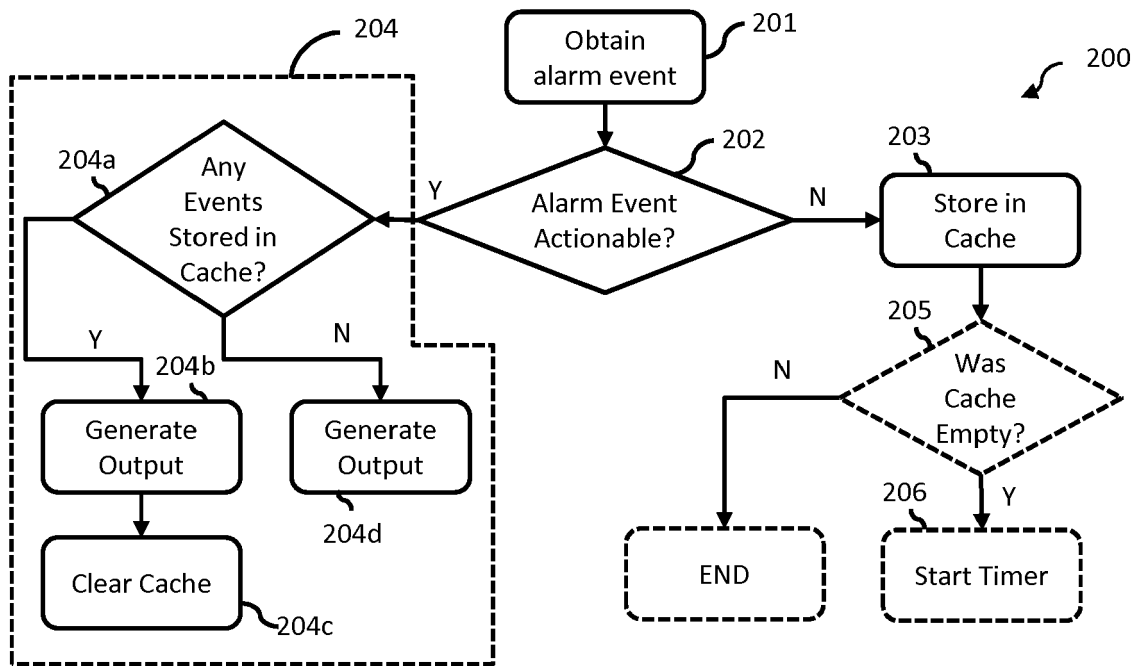 204
201
Obtain
alarm event
200
202
203
204a
Any
Events
Stored in
Cache?
Y
Alarm Event
Actionable?
N
Store in
Cache
205
Was
Cache
Empty?
Y
N
N
204b
Generate
Output
Generate
Output
204d
Y
206
Clear Cache
204c
END
Start Timer